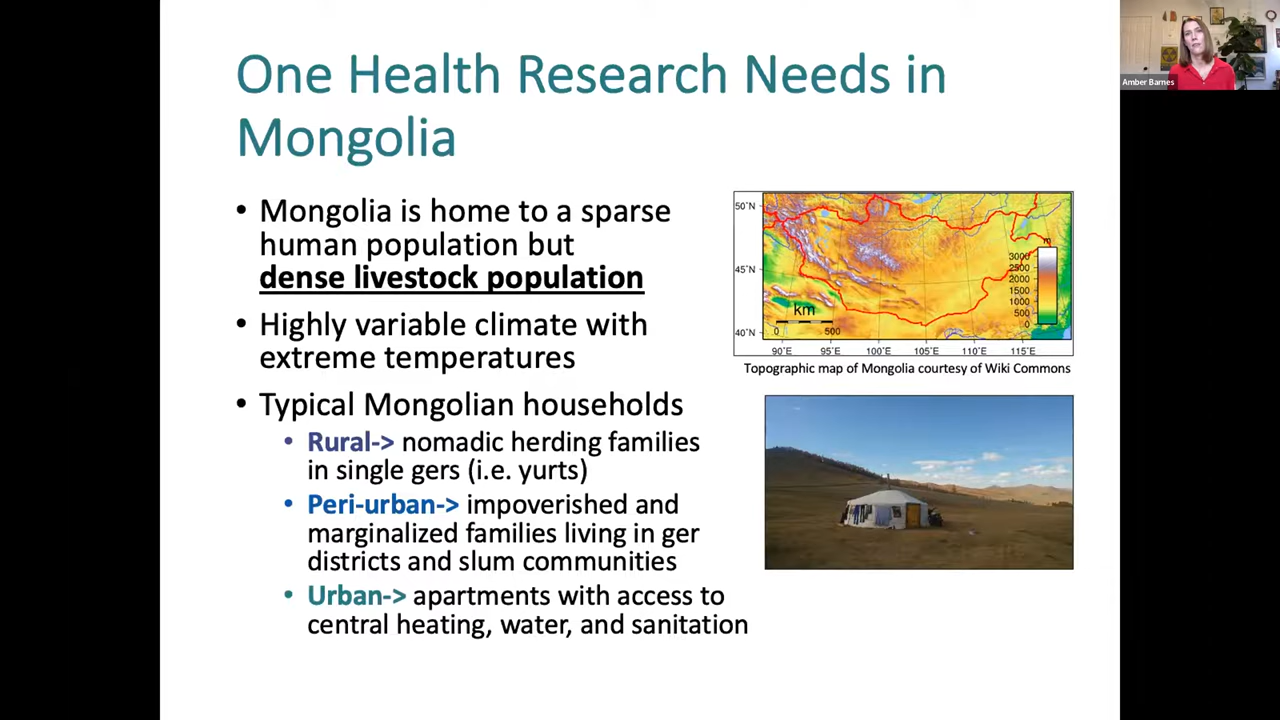 One Health Research Needs in
Mongolia
• Mongolia is home to a sparse
human population but
dense livestock population
• Highly variable climate with
extreme temperatures
• Typical Mongolian households
• Rural-> nomadic herding families
in single gers (i.e. yurts)
• Peri-urban-> impoverished and
marginalized families living in ger
districts and slum communities
• Urban-> apartments with access to
central heating, water, and sanitation
50°N
45°N
40°N
90°E 95°E 100°E 105°E 110°E 115°E
km
0 500
m
3000
2500
2000
1500
1000
500
0
Topographic map of Mongolia courtesy of Wiki Commons
Amber Barnes